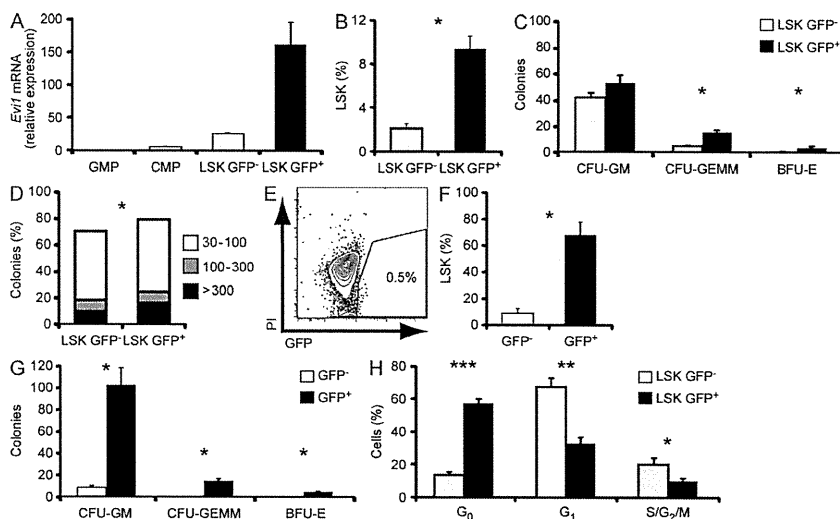 A
Evi1 mRNA
(relative expression)
200
150
100
50
0
GMP
CMP
LSK GFP-
LSK GFP+
B
LSK (%)
12
8
4
0
*
LSK GFP-
LSK GFP+
C
Colonies
80
60
40
20
0
LSK GFP-
LSK GFP+
*
*
CFU-GM
CFU-GEMM
BFU-E
D
Colonies (%)
100
80
60
40
20
0
*
30-100
100-300
>300
LSK GFP-
LSK GFP+
E
PI
0.5%
GFP
F
LSK (%)
100
80
60
40
20
0
*
GFP-
GFP+
G
Colonies
120
100
80
60
40
20
0
*
*
*
GFP-
GFP+
CFU-GM
CFU-GEMM
BFU-E
H
Cells (%)
80
60
40
20
0
***
**
*
LSK GFP-
LSK GFP+
G0
G1
S/G2/M